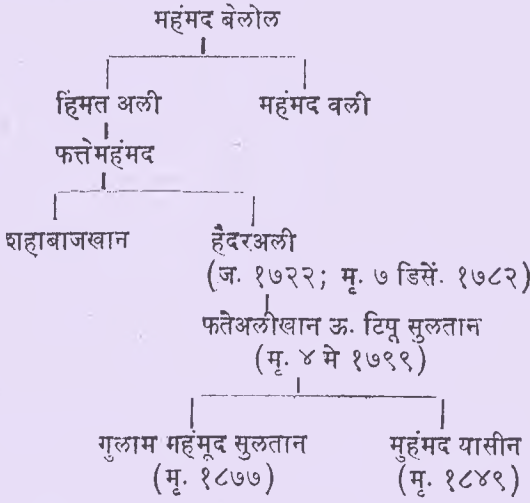 महंमद बेलोल
हिंमत अली महंमद वली
फत्तेमहंमद
शहाबाजखान हैदरअली
(ज. १७२२; मृ. ७ डिसें. १७८२)
फतेअलीखान ऊ. टिपू सुलतान
(मृ. ४ मे १७९९)
गुलाम महंमूद सुलतान मुहंमद यासीन
(मृ. १८७७) (मृ. १८४९)